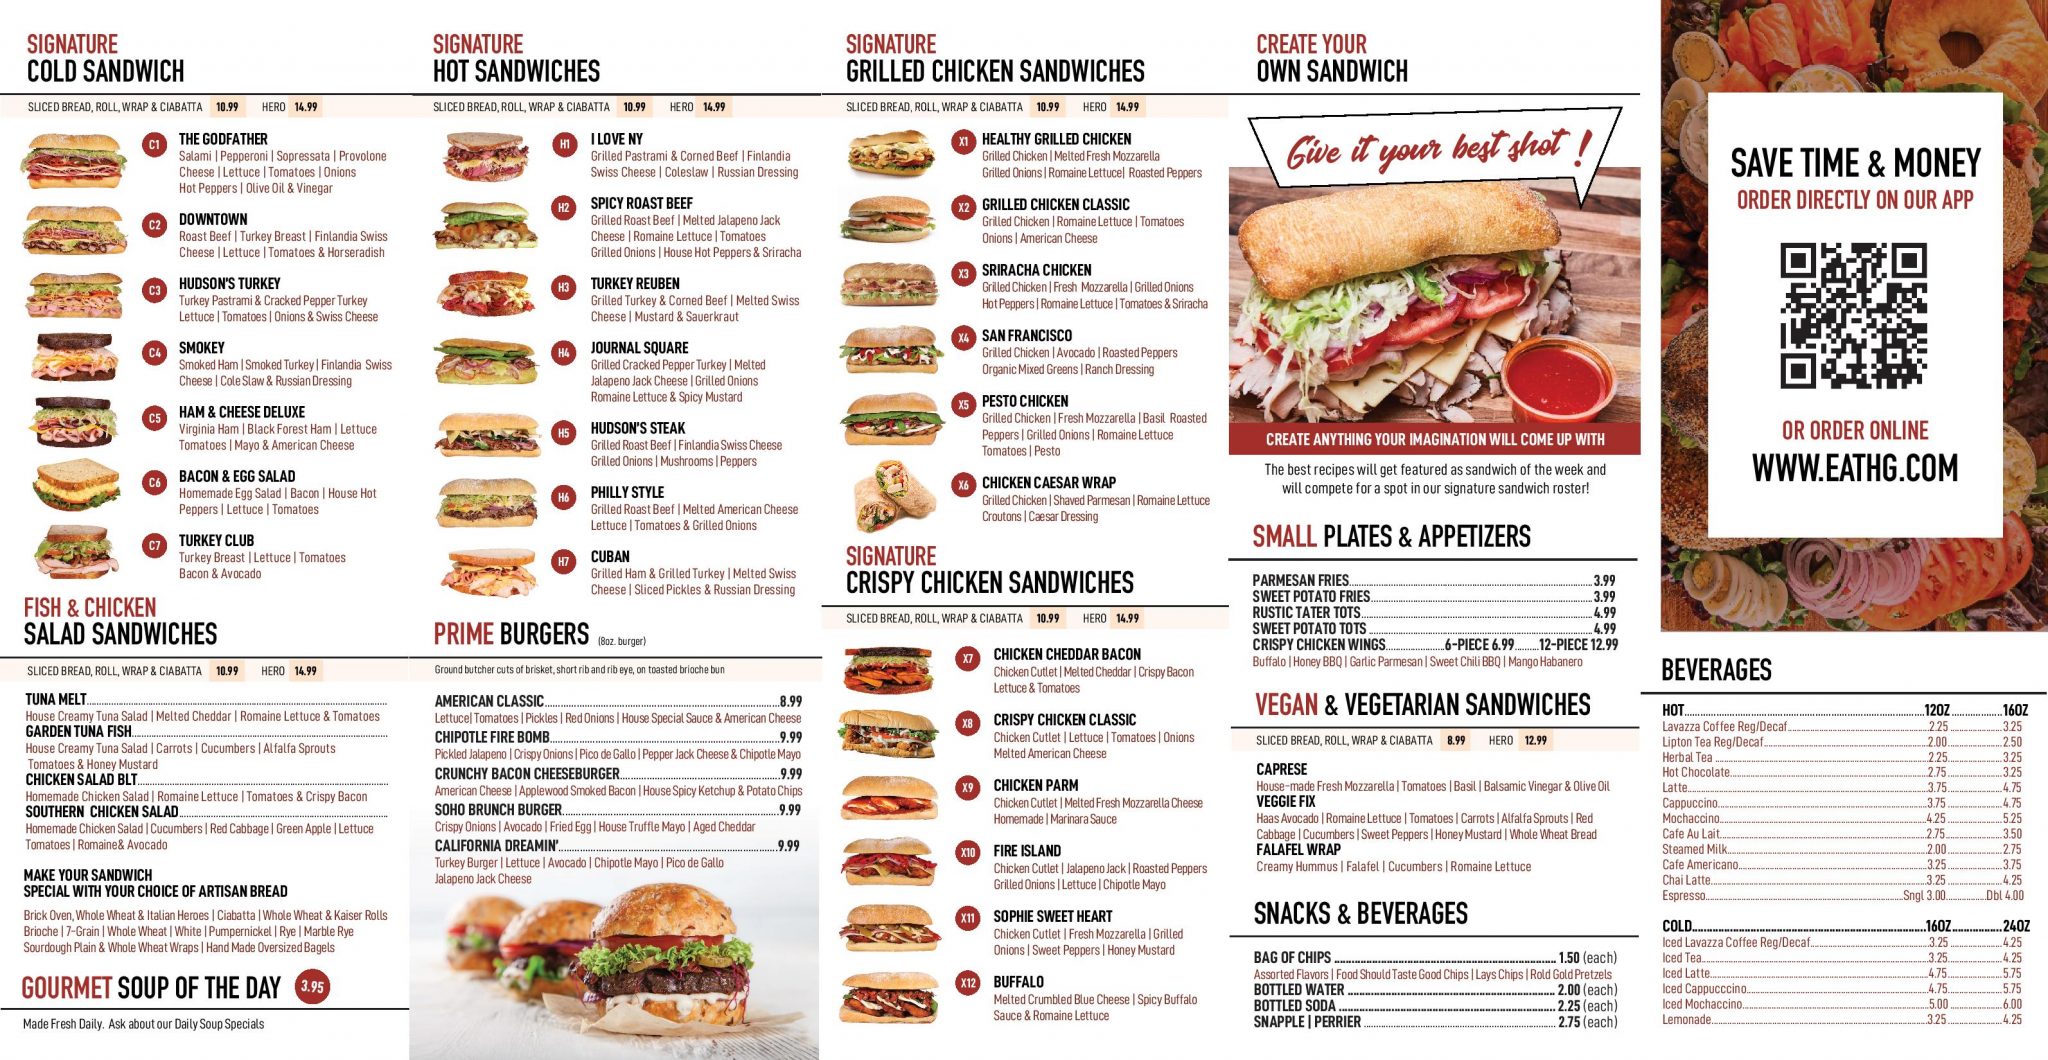 SIGNATURE
COLD SANDWICH
SLICED BREAD, ROLL, WRAP & CIABATTA 10.99 HERO 14.99
C1 THE GODFATHER
Salami | Pepperoni | Sopressata | Provolone
Cheese | Lettuce | Tomatoes | Onions
Hot Peppers | Olive Oil & Vinegar
C2 DOWNTOWN
Roast Beef | Turkey Breast | Finlandia Swiss
Cheese | Lettuce | Tomatoes & Horseradish
C3 HUDSON'S TURKEY
Turkey Pastrami & Cracked Pepper Turkey
Lettuce | Tomatoes | Onions & Swiss Cheese
C4 SMOKEY
Smoked Ham | Smoked Turkey | Finlandia Swiss
Cheese | Cole Slaw & Russian Dressing
C5 HAM & CHEESE DELUXE
Virginia Ham | Black Forest Ham | Lettuce
Tomatoes | Mayo & American Cheese
C6 BACON & EGG SALAD
Homemade Egg Salad | Bacon | House Hot
Peppers | Lettuce | Tomatoes
C7 TURKEY CLUB
Turkey Breast | Lettuce | Tomatoes
Bacon & Avocado
FISH & CHICKEN
SALAD SANDWICHES
SLICED BREAD, ROLL, WRAP & CIABATTA 10.99 HERO 14.99
TUNA MELT
House Creamy Tuna Salad | Melted Cheddar | Romaine Lettuce & Tomatoes
GARDEN TUNA FISH
House Creamy Tuna Salad | Carrots | Cucumbers | Alfalfa Sprouts
Tomatoes & Honey Mustard
CHICKEN SALAD BLT
Homemade Chicken Salad | Romaine Lettuce | Tomatoes & Crispy Bacon
SOUTHERN CHICKEN SALAD
Homemade Chicken Salad | Cucumbers | Red Cabbage | Green Apple | Lettuce
Tomatoes | Romaine& Avocado
MAKE YOUR SANDWICH
SPECIAL WITH YOUR CHOICE OF ARTISAN BREAD
Brick Oven, Whole Wheat & Italian Heroes | Ciabatta | Whole Wheat & Kaiser Rolls
Brioche | 7-Grain | Whole Wheat | White | Pumpernickel | Rye | Marble Rye
Sourdough Plain & Whole Wheat Wraps | Hand Made Oversized Bagels
GOURMET SOUP OF THE DAY 3.95
Made Fresh Daily. Ask about our Daily Soup Specials
SIGNATURE
HOT SANDWICHES
SLICED BREAD, ROLL, WRAP & CIABATTA 10.99 HERO 14.99
H1 I LOVE NY
Grilled Pastrami & Corned Beef | Finlandia
Swiss Cheese | Coleslaw | Russian Dressing
H2 SPICY ROAST BEEF
Grilled Roast Beef | Melted Jalapeno Jack
Cheese | Romaine Lettuce | Tomatoes
Grilled Onions | House Hot Peppers & Sriracha
H3 TURKEY REUBEN
Grilled Turkey & Corned Beef | Melted Swiss
Cheese | Mustard & Sauerkraut
H4 JOURNAL SQUARE
Grilled Cracked Pepper Turkey | Melted
Jalapeno Jack Cheese | Grilled Onions
Romaine Lettuce & Spicy Mustard
H5 HUDSON'S STEAK
Grilled Roast Beef | Finlandia Swiss Cheese
Grilled Onions | Mushrooms | Peppers
H6 PHILLY STYLE
Grilled Roast Beef | Melted American Cheese
Lettuce | Tomatoes & Grilled Onions
H7 CUBAN
Grilled Ham & Grilled Turkey | Melted Swiss
Cheese | Sliced Pickles & Russian Dressing
PRIME BURGERS (8oz. burger)
Ground butcher cuts of brisket, short rib and rib eye, on toasted brioche bun
AMERICAN CLASSIC 8.99
Lettuce| Tomatoes | Pickles | Red Onions | House Special Sauce & American Cheese
CHIPOTLE FIRE BOMB 9.99
Pickled Jalapeno | Crispy Onions | Pico de Gallo | Pepper Jack Cheese & Chipotle Mayo
CRUNCHY BACON CHEESEBURGER 9.99
American Cheese | Applewood Smoked Bacon | House Spicy Ketchup & Potato Chips
SOHO BRUNCH BURGER 9.99
Crispy Onions | Avocado | Fried Egg | House Truffle Mayo | Aged Cheddar
CALIFORNIA DREAMIN' 9.99
Turkey Burger | Lettuce | Avocado | Chipotle Mayo | Pico de Gallo
Jalapeno Jack Cheese
SIGNATURE
GRILLED CHICKEN SANDWICHES
SLICED BREAD, ROLL, WRAP & CIABATTA 10.99 HERO 14.99
X1 HEALTHY GRILLED CHICKEN
Grilled Chicken | Melted Fresh Mozzarella
Grilled Onions | Romaine Lettuce| Roasted Peppers
X2 GRILLED CHICKEN CLASSIC
Grilled Chicken | Romaine Lettuce | Tomatoes
Onions | American Cheese
X3 SRIRACHA CHICKEN
Grilled Chicken | Fresh Mozzarella | Grilled Onions
Hot Peppers | Romaine Lettuce | Tomatoes & Sriracha
X4 SAN FRANCISCO
Grilled Chicken | Avocado | Roasted Peppers
Organic Mixed Greens | Ranch Dressing
X5 PESTO CHICKEN
Grilled Chicken | Fresh Mozzarella | Basil Roasted
Peppers | Grilled Onions | Romaine Lettuce
Tomatoes | Pesto
X6 CHICKEN CAESAR WRAP
Grilled Chicken | Shaved Parmesan | Romaine Lettuce
Croutons | Caesar Dressing
SIGNATURE
CRISPY CHICKEN SANDWICHES
SLICED BREAD, ROLL, WRAP & CIABATTA 10.99 HERO 14.99
X7 CHICKEN CHEDDAR BACON
Chicken Cutlet | Melted Cheddar | Crispy Bacon
Lettuce & Tomatoes
X8 CRISPY CHICKEN CLASSIC
Chicken Cutlet | Lettuce | Tomatoes | Onions
Melted American Cheese
X9 CHICKEN PARM
Chicken Cutlet | Melted Fresh Mozzarella Cheese
Homemade | Marinara Sauce
X10 FIRE ISLAND
Chicken Cutlet | Jalapeno Jack | Roasted Peppers
Grilled Onions | Lettuce | Chipotle Mayo
X11 SOPHIE SWEET HEART
Chicken Cutlet | Fresh Mozzarella | Grilled
Onions | Sweet Peppers | Honey Mustard
X12 BUFFALO
Melted Crumbled Blue Cheese | Spicy Buffalo
Sauce & Romaine Lettuce
CREATE YOUR
OWN SANDWICH
Give it your best shot !
CREATE ANYTHING YOUR IMAGINATION WILL COME UP WITH
The best recipes will get featured as sandwich of the week and
will compete for a spot in our signature sandwich roster!
SMALL PLATES & APPETIZERS
PARMESAN FRIES 3.99
SWEET POTATO FRIES 3.99
RUSTIC TATER TOTS 4.99
SWEET POTATO TOTS 4.99
CRISPY CHICKEN WINGS 6-PIECE 6.99 12-PIECE 12.99
Buffalo | Honey BBQ | Garlic Parmesan | Sweet Chili BBQ | Mango Habanero
VEGAN & VEGETARIAN SANDWICHES
SLICED BREAD, ROLL, WRAP & CIABATTA 8.99 HERO 12.99
CAPRESE
House-made Fresh Mozzarella | Tomatoes | Basil | Balsamic Vinegar & Olive Oil
VEGGIE FIX
Haas Avocado | Romaine Lettuce | Tomatoes | Carrots | Alfalfa Sprouts | Red
Cabbage | Cucumbers | Sweet Peppers | Honey Mustard | Whole Wheat Bread
FALAFEL WRAP
Creamy Hummus | Falafel | Cucumbers | Romaine Lettuce
SNACKS & BEVERAGES
BAG OF CHIPS 1.50 (each)
Assorted Flavors | Food Should Taste Good Chips | Lays Chips | Rold Gold Pretzels
BOTTLED WATER 2.00 (each)
BOTTLED SODA 2.25 (each)
SNAPPLE | PERRIER 2.75 (each)
SAVE TIME & MONEY
ORDER DIRECTLY ON OUR APP
OR ORDER ONLINE
WWW.EATHG.COM
BEVERAGES
HOT 12OZ 16OZ
Lavazza Coffee Reg/Decaf 2.25 3.25
Lipton Tea Reg/Decaf 2.00 2.50
Herbal Tea 2.25 3.25
Hot Chocolate 2.75 3.25
Latte 3.75 4.75
Cappuccino 3.75 4.75
Mochaccino 4.25 5.25
Cafe Au Lait 2.75 3.50
Steamed Milk 2.00 2.75
Cafe Americano 3.25 3.75
Chai Latte 3.25 4.25
Espresso Sngl 3.00 Dbl 4.00
COLD 16OZ 24OZ
Iced Lavazza Coffee Reg/Decaf 3.25 4.25
Iced Tea 3.25 4.25
Iced Latte 4.75 5.75
Iced Cappucccino 4.75 5.75
Iced Mochaccino 5.00 6.00
Lemonade 3.25 4.25